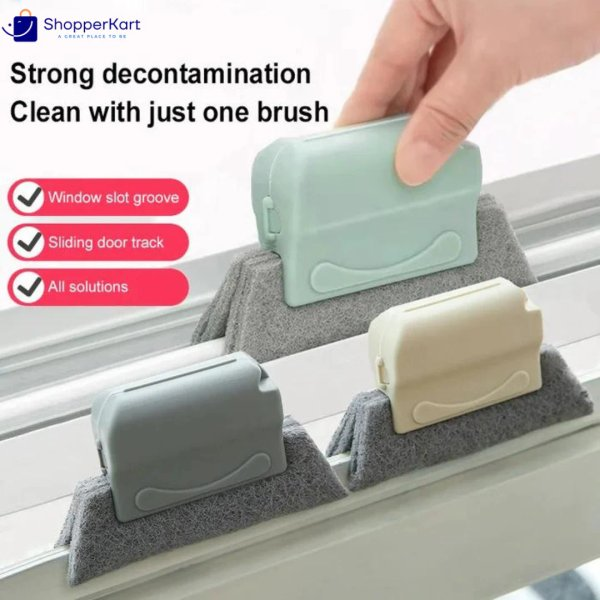 ShopperKart
A GREAT PLACE TO BE
Strong decontamination
Clean with just one brush
Window slot groove
Sliding door track
All solutions